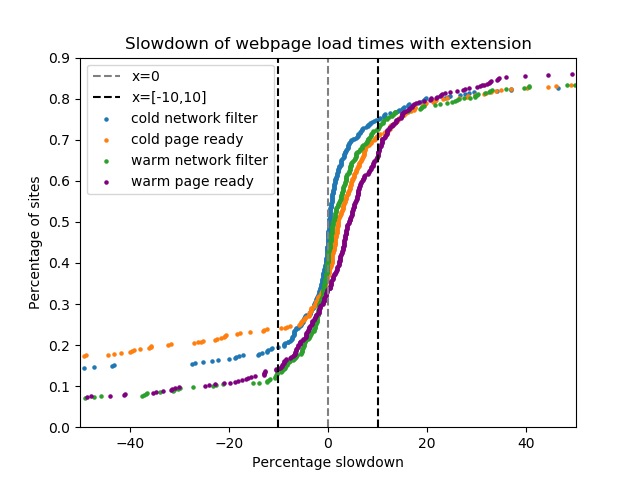 Slowdown of webpage load times with extension
x=0
x=[-10,10]
cold network filter
cold page ready
warm network filter
warm page ready
Percentage of sites
0.9
0.8
0.7
0.6
0.5
0.4
0.3
0.2
0.1
0.0
−40 −20 0 20 40
Percentage slowdown